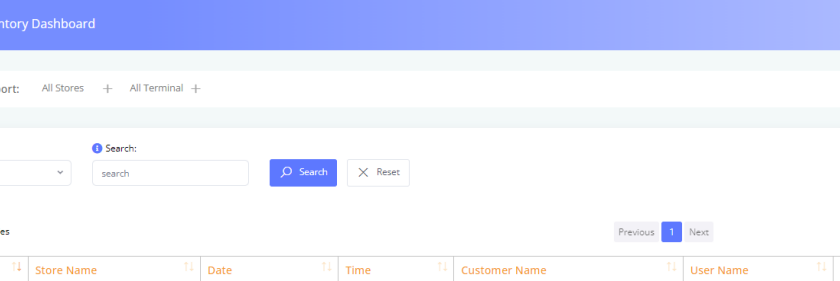 ntory Dashboard
ort: All Stores + All Terminal +
Search:
search Search Reset
es Previous 1 Next
Store Name Date Time Customer Name User Name